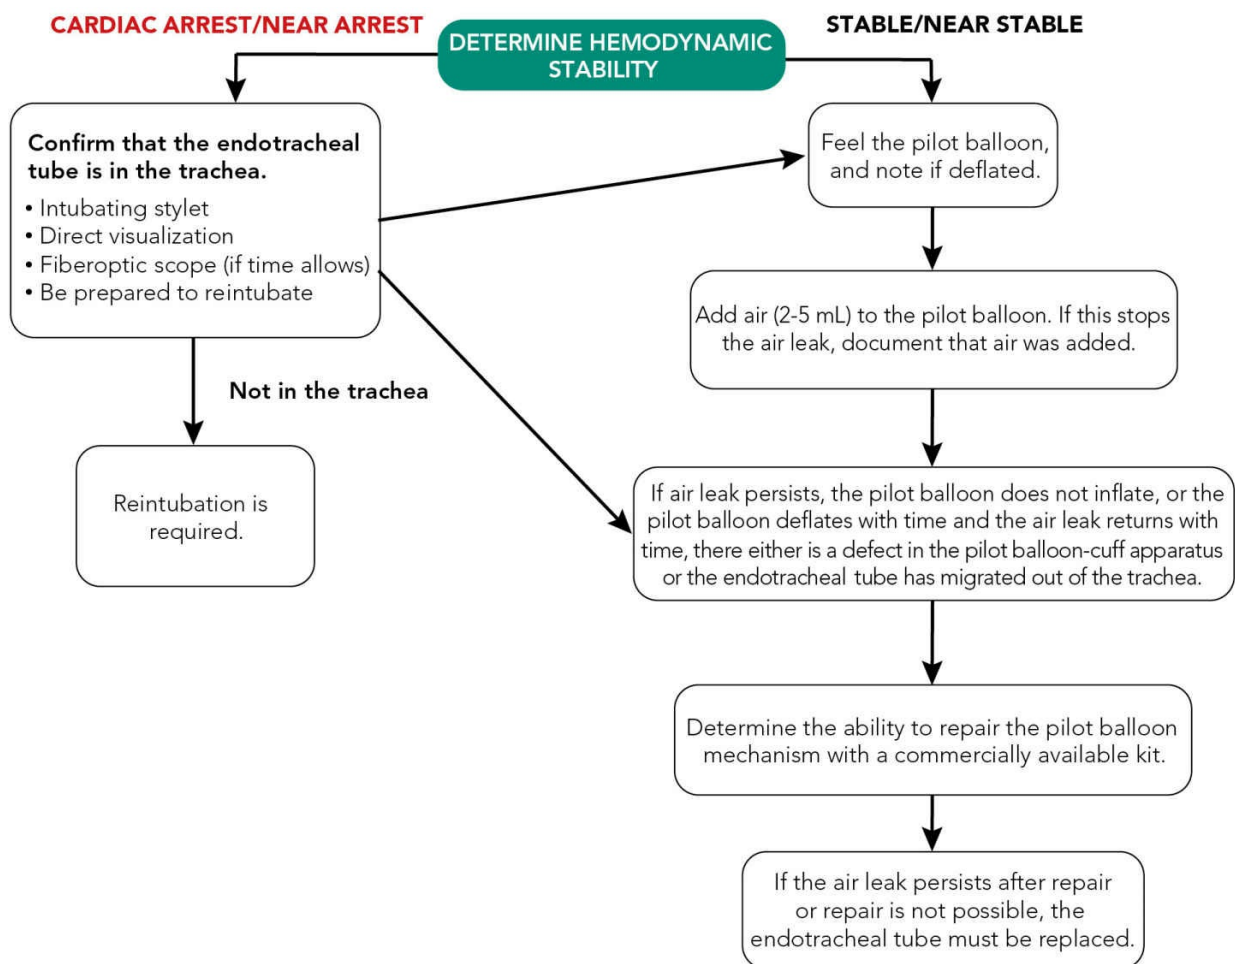 CARDIAC ARREST/NEAR ARREST
DETERMINE HEMODYNAMIC
STABILITY
STABLE/NEAR STABLE
Confirm that the endotracheal
tube is in the trachea.
• Intubating stylet
• Direct visualization
• Fiberoptic scope (if time allows)
• Be prepared to reintubate
Not in the trachea
Reintubation is
required.
Feel the pilot balloon,
and note if deflated.
Add air (2-5 mL) to the pilot balloon. If this stops
the air leak, document that air was added.
If air leak persists, the pilot balloon does not inflate, or the
pilot balloon deflates with time and the air leak returns with
time, there either is a defect in the pilot balloon-cuff apparatus
or the endotracheal tube has migrated out of the trachea.
Determine the ability to repair the pilot balloon
mechanism with a commercially available kit.
If the air leak persists after repair
or repair is not possible, the
endotracheal tube must be replaced.